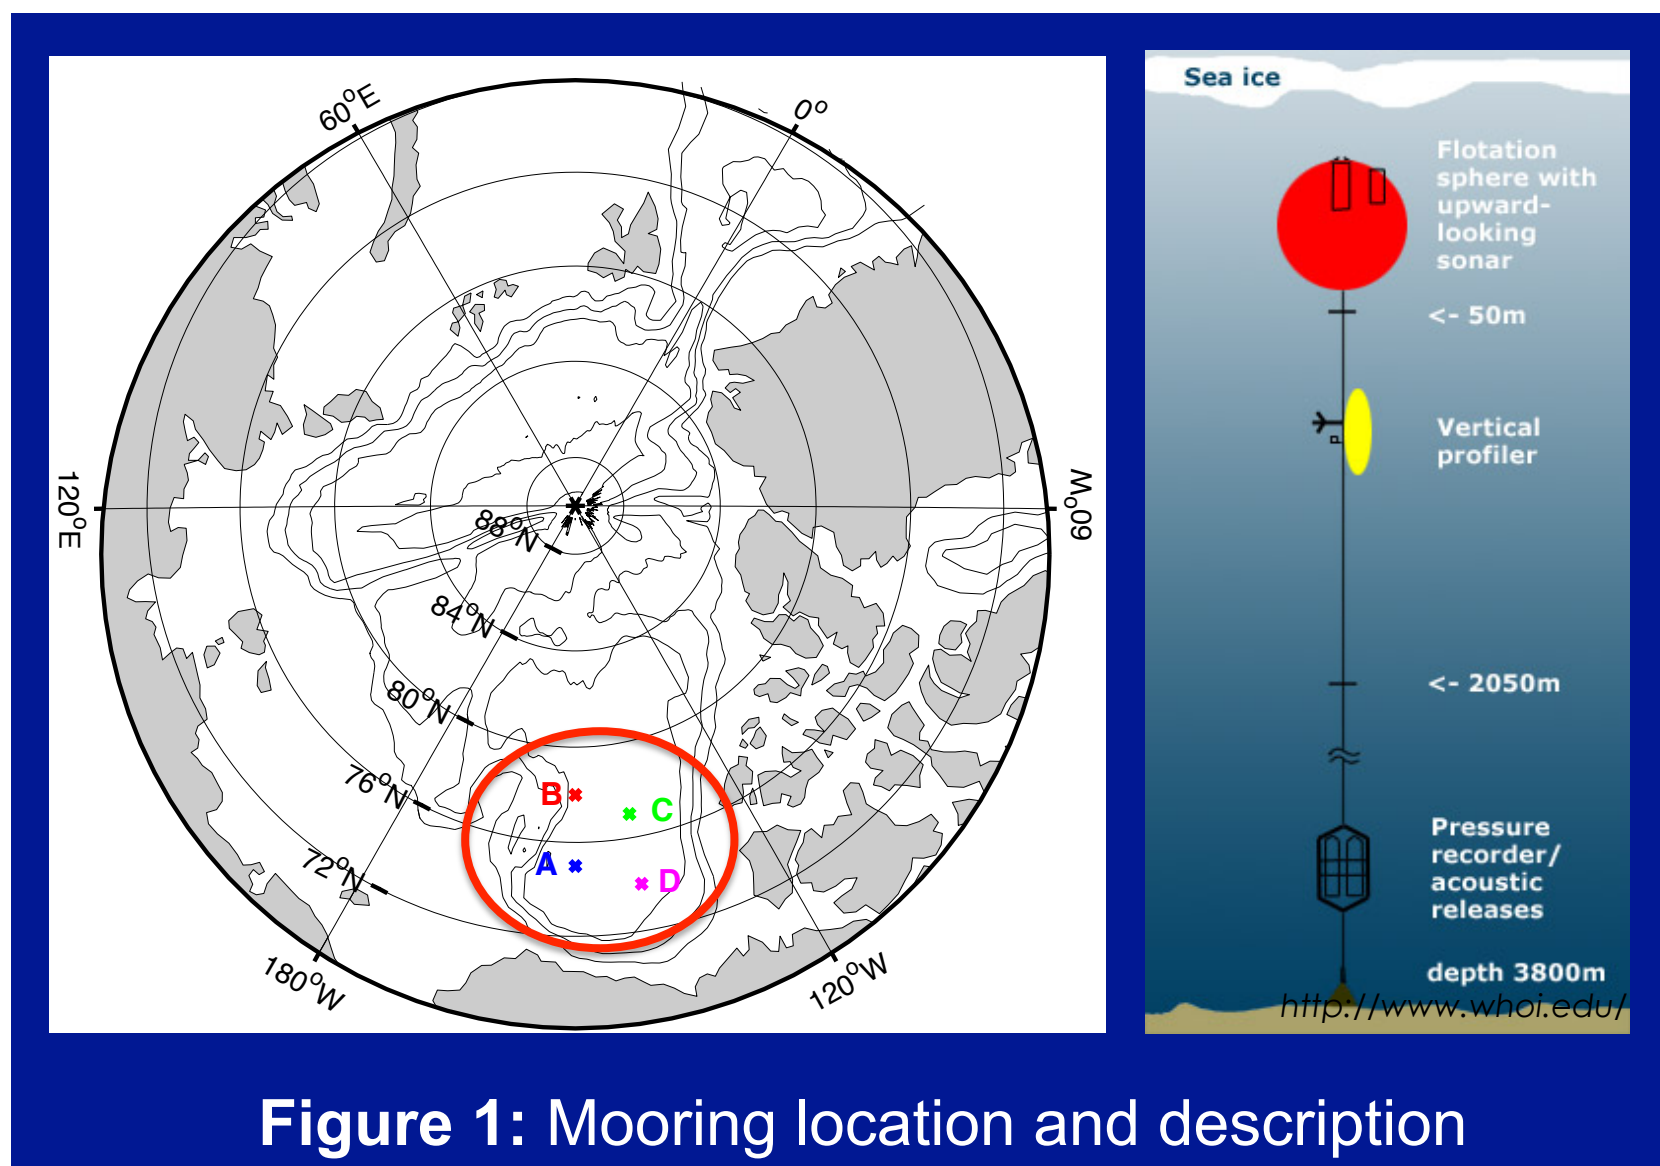 60°E
0°
120°E
60°W
88°N
84°N
80°N
76°N
72°N
180°W
120°W
B
C
A
D
Sea ice
Flotation
sphere with
upward-
looking
sonar
<- 50m
Vertical
profiler
<- 2050m
Pressure
recorder/
acoustic
releases
depth 3800m
http://www.whoi.edu/
Figure 1: Mooring location and description